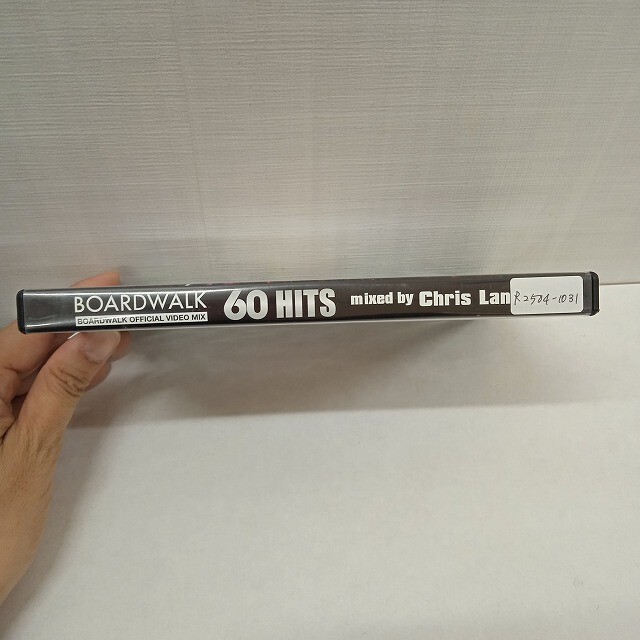 BOARDWALK
BOARDWALK OFFICIAL VIDEO MIX
60 HITS
mixed by Chris Lan
R2504-1031